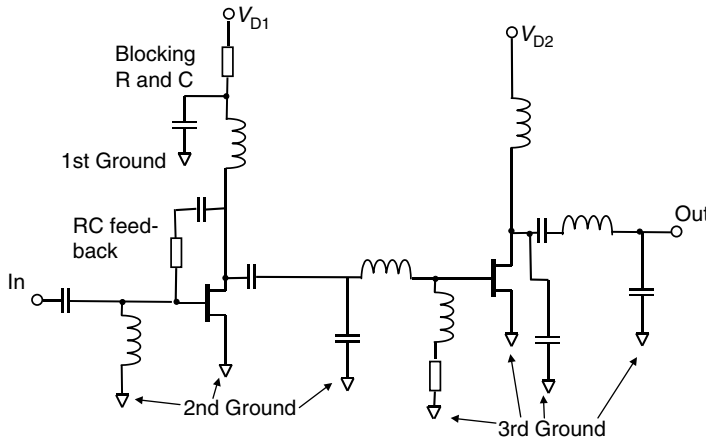 V_D1
Blocking
R and C
V_D2
1st Ground
RC feed-
back
Out
In
2nd Ground
3rd Ground